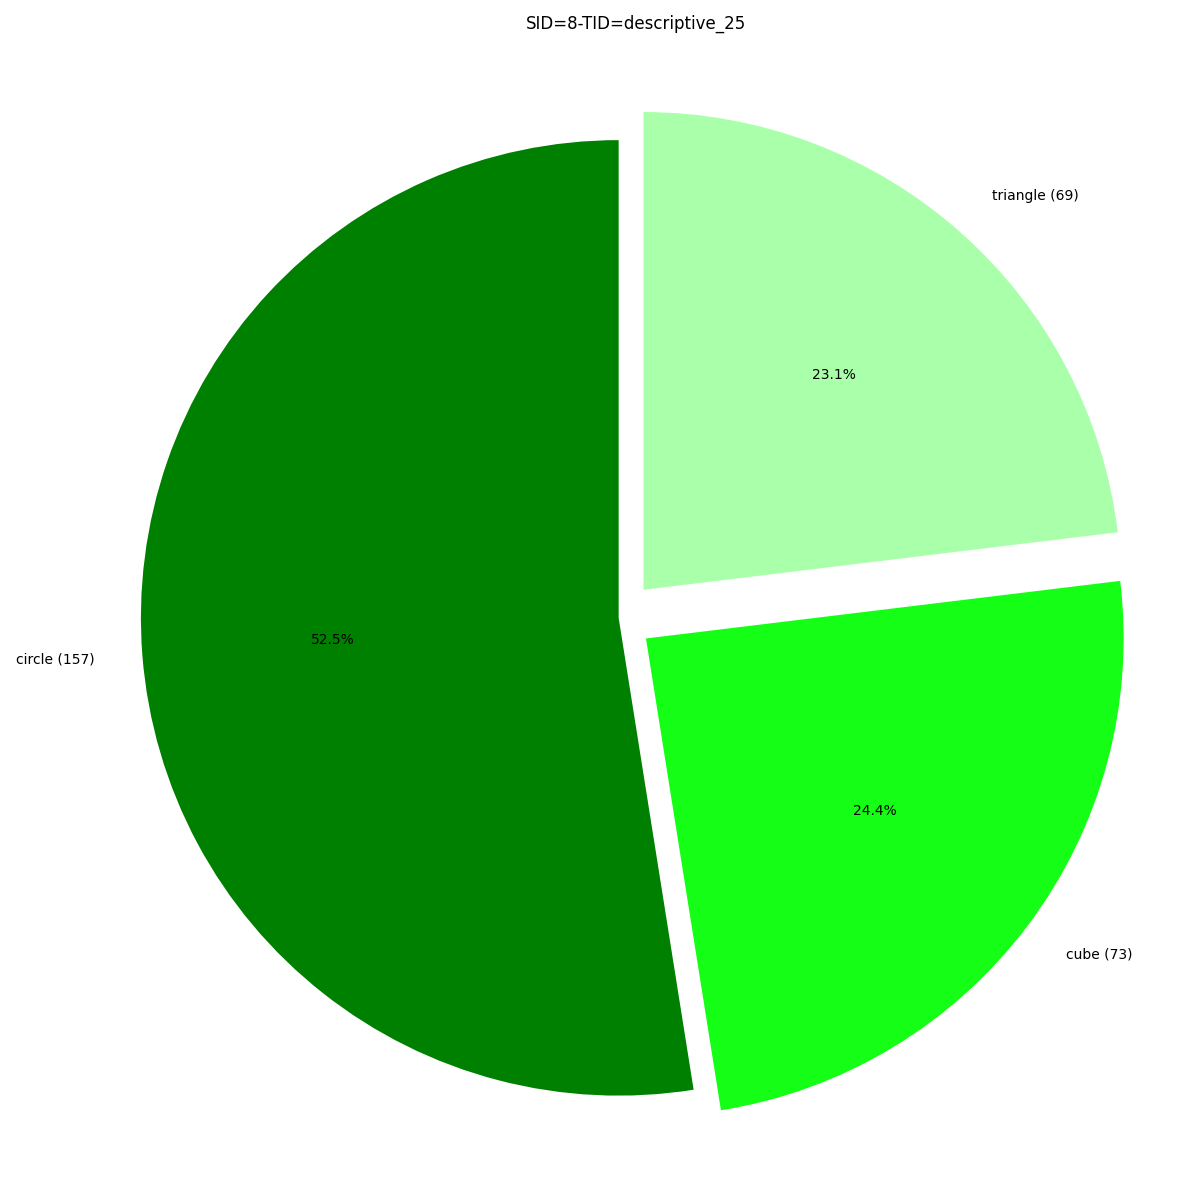 SID=8-TID=descriptive_25
triangle (69)
23.1%
52.5%
circle (157)
24.4%
cube (73)